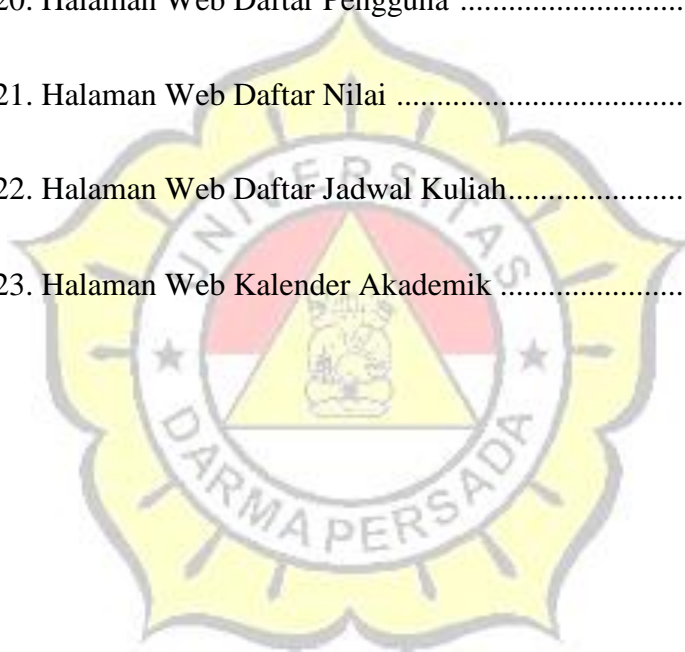 20. Halaman Web Daftar Pengguna ............................
21. Halaman Web Daftar Nilai ....................................
22. Halaman Web Daftar Jadwal Kuliah......................
23. Halaman Web Kalender Akademik .......................
UNIVERSITAS
DARMA PERSADA